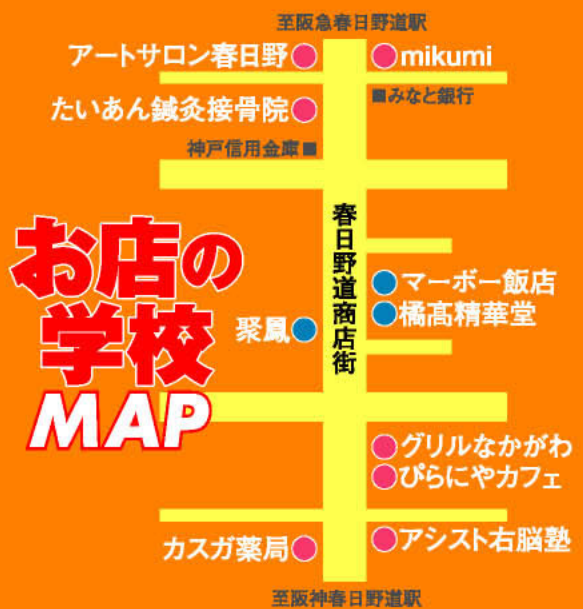 至阪急春日野道駅
アートサロン春日野
mikumi
たいあん鍼灸接骨院
■みなと銀行
神戸信用金庫■
春日野道商店街
お店の
学校
MAP
マーボー飯店
橘髙精華堂
聚鳳
グリルなかがわ
ぴらにやカフェ
カスガ薬局
アシスト右脳塾
至阪神春日野道駅